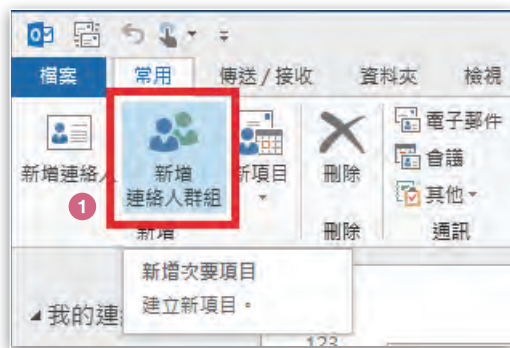 檔案 常用 傳送 / 接收 資料夾 檢視
新增連絡人
新增
連絡人群組
新項目
刪除
電子郵件
會議
其他
新增 刪除 通訊
1
新增次要項目
建立新項目。
我的連
123